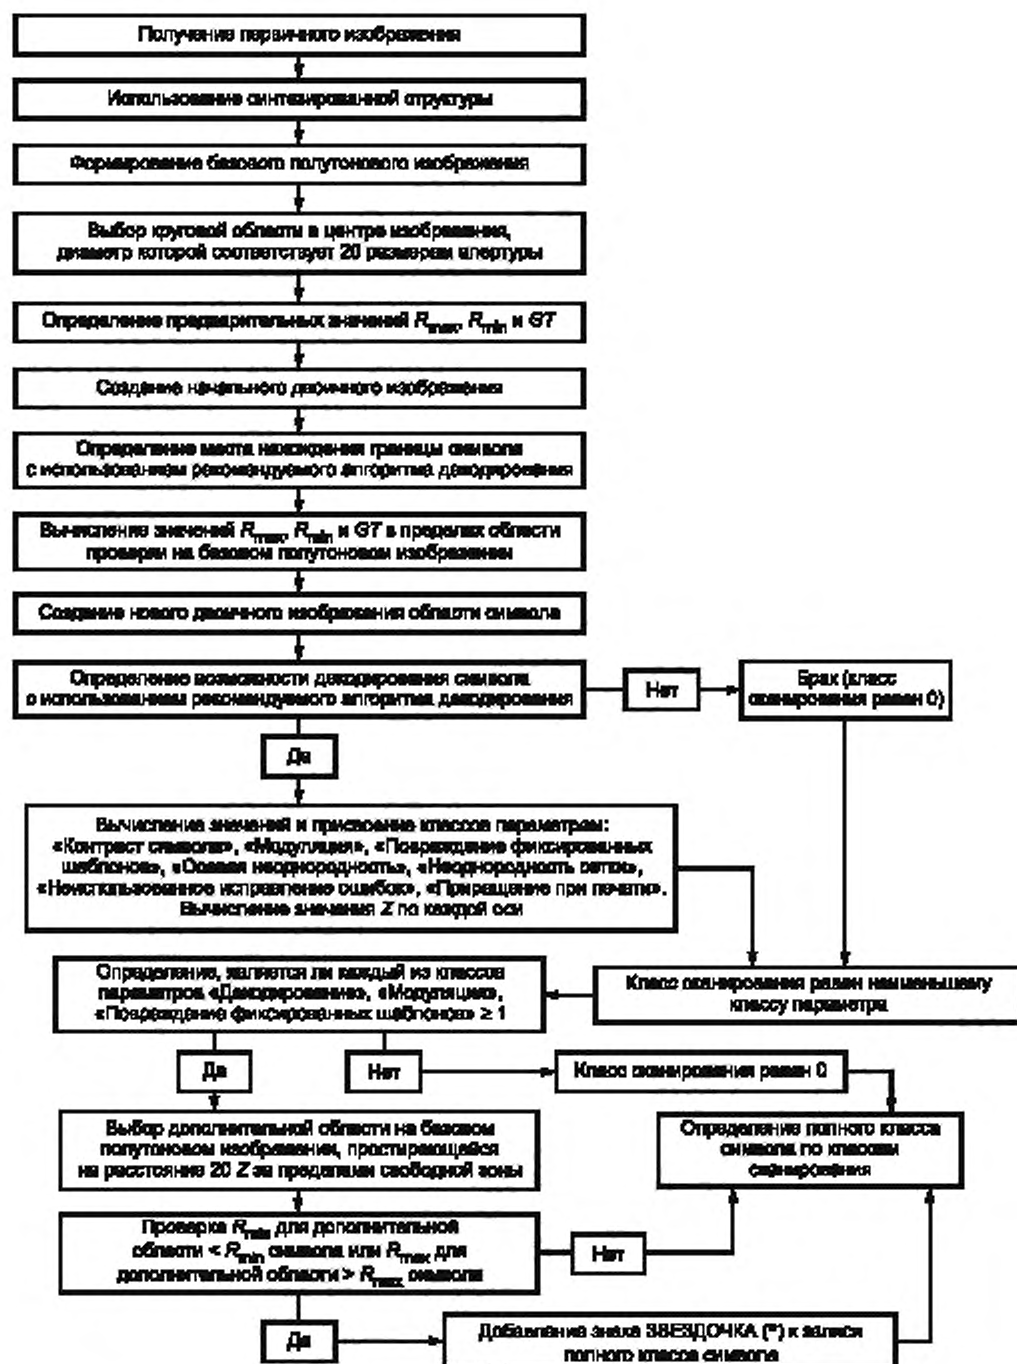 Получение первичного изображения
Использование синтезированной структуры
Формирование базового полутонового изображения
Выбор круговой области в центре изображения,
диаметр которой соответствует 20 размерам апертуры
Определение предварительных значений Rmax, Rmin и GT
Создание начального двоичного изображения
Определение места нахождения границы символа
с использованием рекомендуемого алгоритма декодирования
Вычисление значений Rmax, Rmin и GT в пределах области
проверки на базовом полутоновом изображении
Создание нового двоичного изображения области символа
Определение возможности декодирования символа
с использованием рекомендуемого алгоритма декодирования
Нет
Брак (класс
сканирования равен 0)
Да
Вычисление значений и присвоение классов параметрам:
«Контраст символа», «Модуляция», «Повреждение фиксированных
шаблонов», «Осевая неоднородность», «Неоднородность сетки»,
«Неиспользованное исправление ошибок», «Приращение при печати».
Вычисление значения Z по каждой оси
Определение, является ли каждый из классов
параметров «Декодирование», «Модуляция»,
«Повреждение фиксированных шаблонов» ≥ 1
Класс сканирования равен наименьшему
классу параметра
Да
Нет
Класс сканирования равен 0
Выбор дополнительной области на базовом
полутоновом изображении, простирающейся
на расстояние 20 Z за пределами свободной зоны
Определение полного класса
символа по классам
сканирования
Проверка Rmin для дополнительной
области < Rmin символа или Rmax для
дополнительной области > Rmax символа
Нет
Да
Добавление знака ЗВЕЗДОЧКА (*) к записи
полного класса символа